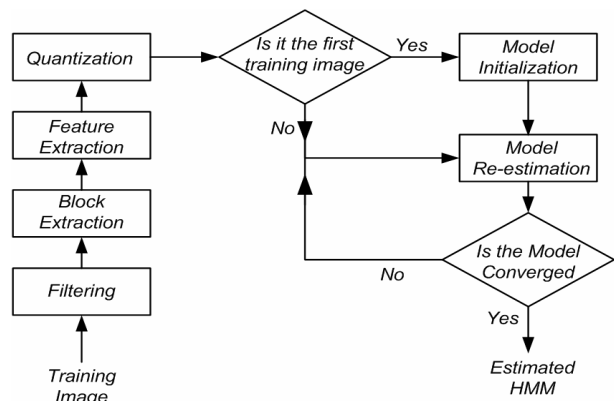 Quantization
Is it the first
training image
Yes
Model
Initialization
No
Feature
Extraction
Model
Re-estimation
Block
Extraction
Is the Model
Converged
No
Filtering
Yes
Training
Image
Estimated
HMM